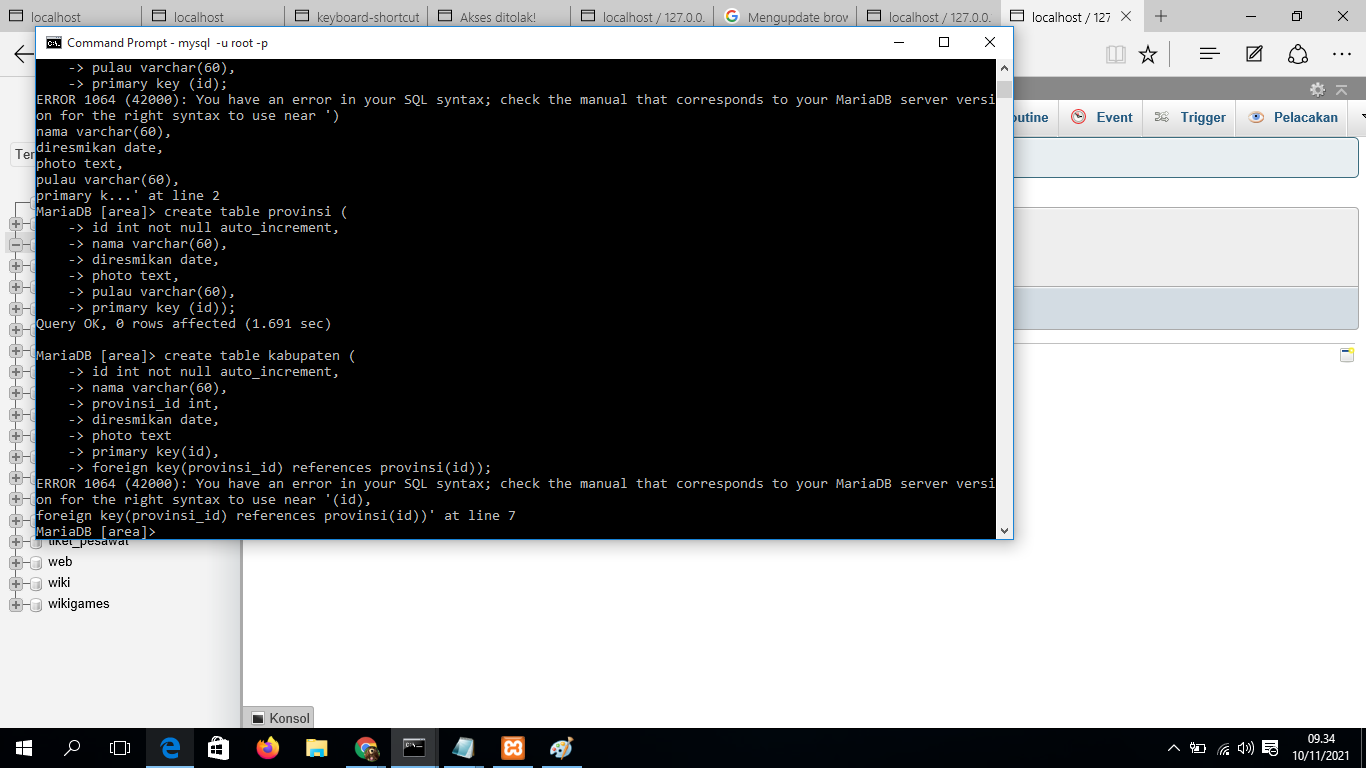 localhost
localhost
keyboard-shortcut
Akses ditolak!
localhost / 127.0.0.
Mengupdate brow
localhost / 127.0.0.
localhost / 127
Command Prompt - mysql  -u root -p
    -> pulau varchar(60),
    -> primary key (id);
ERROR 1064 (42000): You have an error in your SQL syntax; check the manual that corresponds to your MariaDB server versi
on for the right syntax to use near ')
nama varchar(60),
diresmikan date,
photo text,
pulau varchar(60),
primary k...' at line 2
MariaDB [area]> create table provinsi (
    -> id int not null auto_increment,
    -> nama varchar(60),
    -> diresmikan date,
    -> photo text,
    -> pulau varchar(60),
    -> primary key (id));
Query OK, 0 rows affected (1.691 sec)
MariaDB [area]> create table kabupaten (
    -> id int not null auto_increment,
    -> nama varchar(60),
    -> provinsi_id int,
    -> diresmikan date,
    -> photo text
    -> primary key(id),
    -> foreign key(provinsi_id) references provinsi(id));
ERROR 1064 (42000): You have an error in your SQL syntax; check the manual that corresponds to your MariaDB server versi
on for the right syntax to use near '(id),
foreign key(provinsi_id) references provinsi(id))' at line 7
MariaDB [area]>
outine
Event
Trigger
Pelacakan
Ter
tiket_pesawat
web
wiki
wikigames
Konsol
09.34
10/11/2021